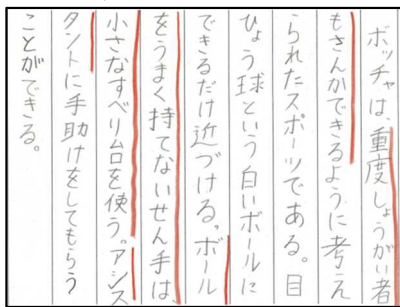 ボッチャは、重度しょうがい者
もさんかできるように考え
られたスポーツである。目
ひょう球という白いボールに
できるだけ近づける。ボール
をうまく持てないせん手は
小さなすべり台を使う。アシス
タントに手助けをしてもらう
ことができる。